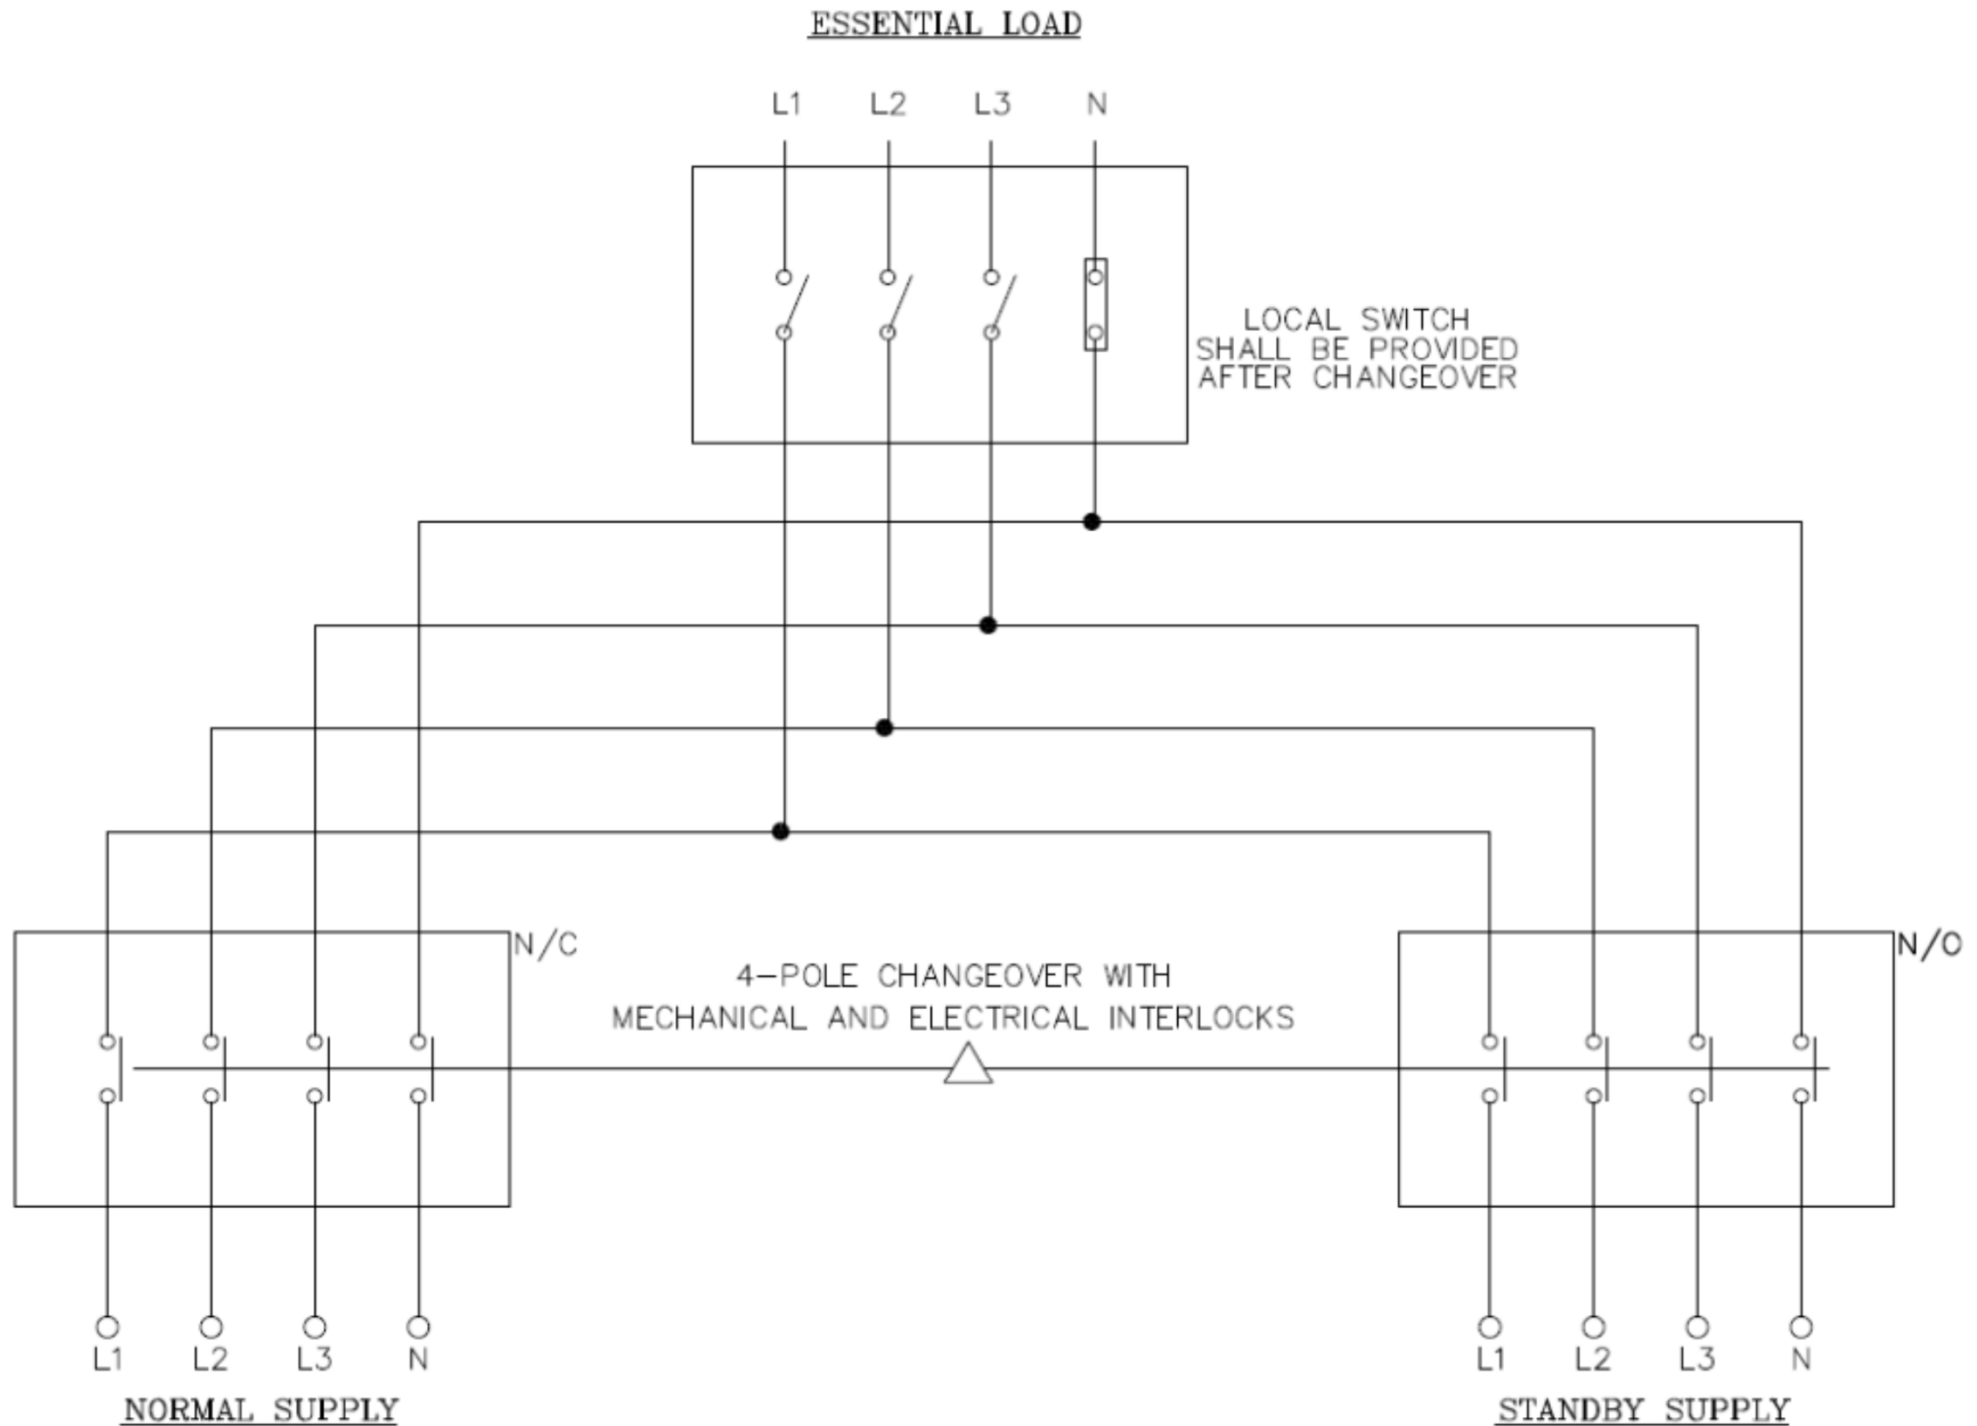 ESSENTIAL LOAD
L1 L2 L3 N
LOCAL SWITCH
SHALL BE PROVIDED
AFTER CHANGEOVER
N/C
4-POLE CHANGEOVER WITH
MECHANICAL AND ELECTRICAL INTERLOCKS
N/O
L1 L2 L3 N
NORMAL SUPPLY
L1 L2 L3 N
STANDBY SUPPLY